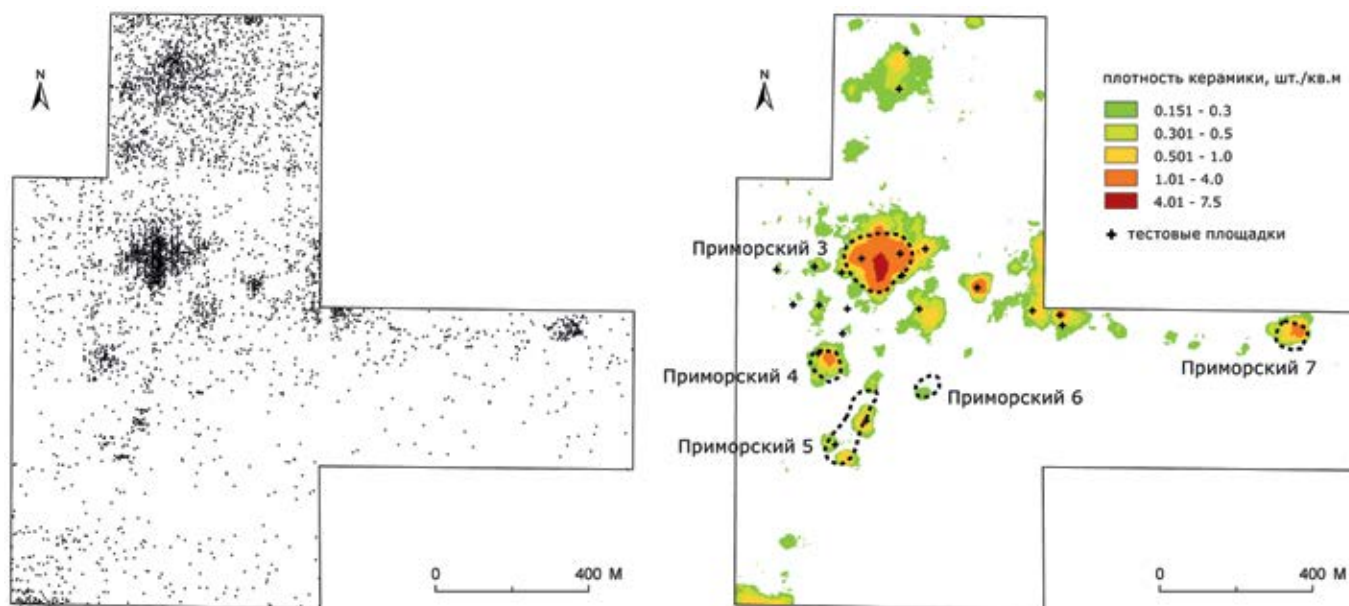 N
0
400 М
N
плотность керамики, шт./кв.м
0.151 - 0.3
0.301 - 0.5
0.501 - 1.0
1.01 - 4.0
4.01 - 7.5
тестовые площадки
Приморский 3
Приморский 7
Приморский 4
Приморский 6
Приморский 5
0
400 М